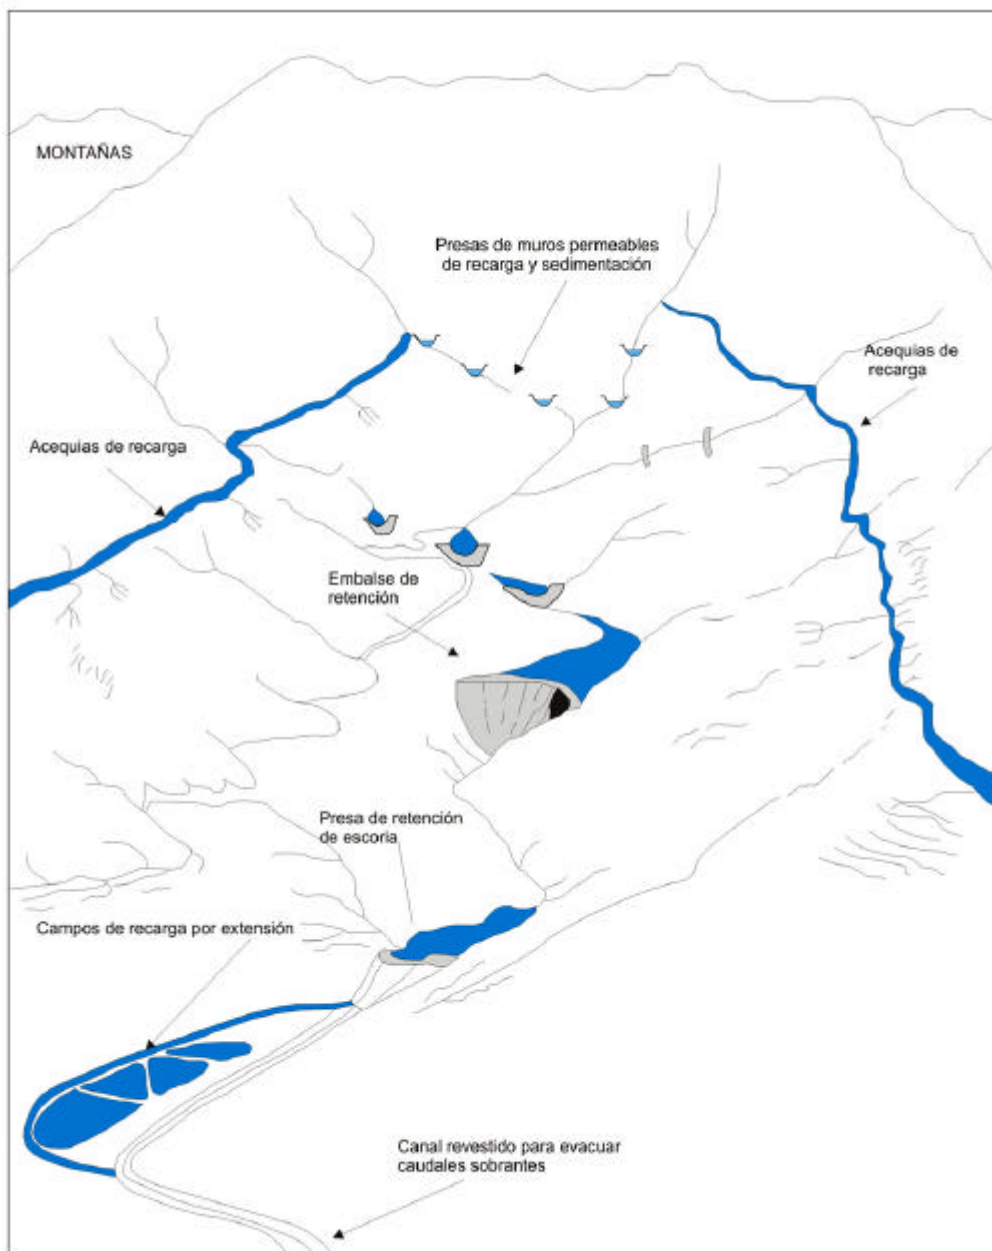 MONTAÑAS
Presas de muros permeables
de recarga y sedimentación
Acequias de
recarga
Acequias de recarga
Embalse de
retención
Presa de retención
de escoria
Campos de recarga por extensión
Canal revestido para evacuar
caudales sobrantes